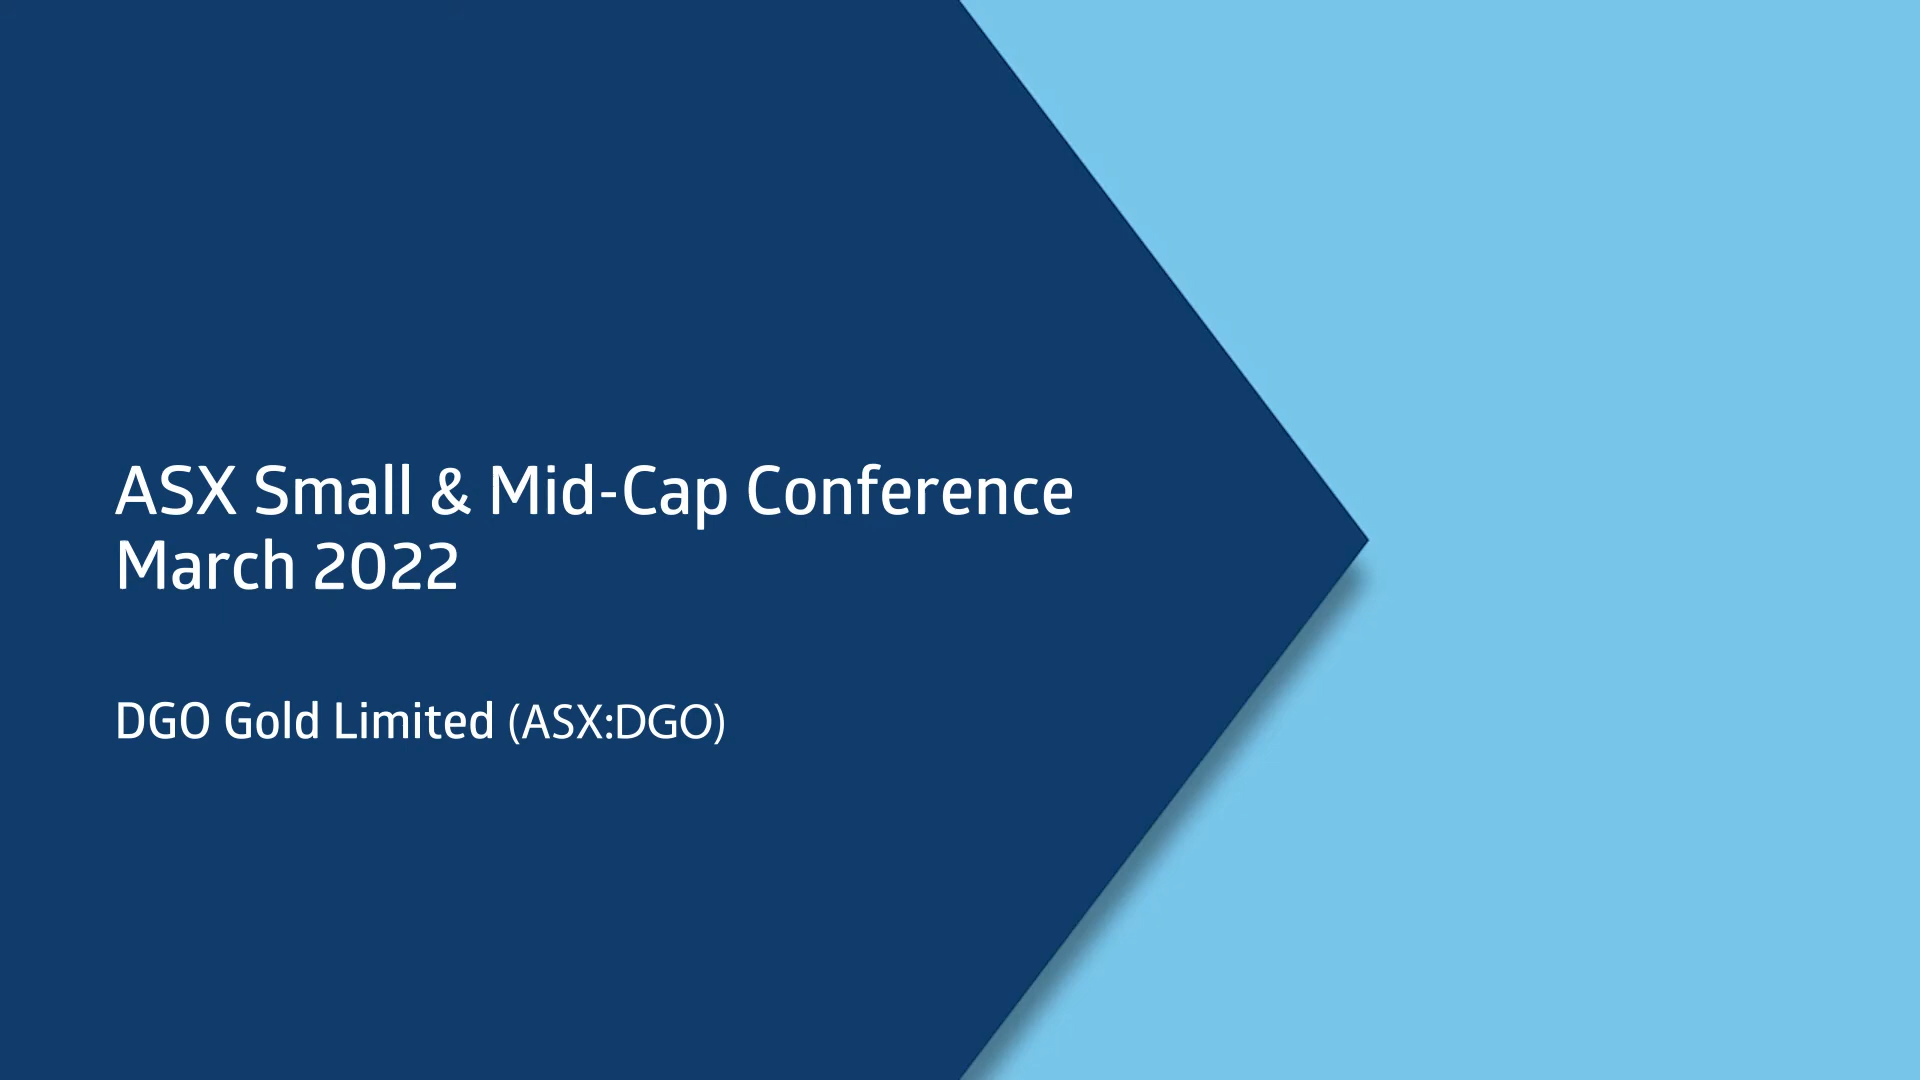 ASX Small & Mid-Cap Conference
March 2022
DGO Gold Limited (ASX:DGO)